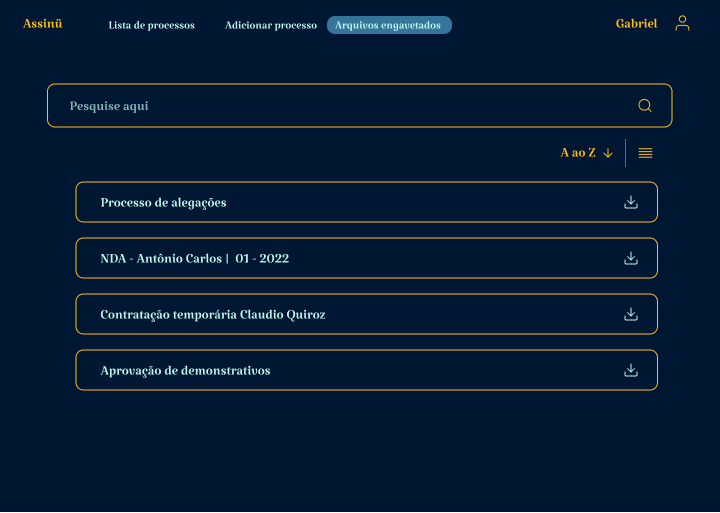 Assinü
Lista de processos
Adicionar processo
Arquivos engavetados
Gabriel
Pesquise aqui
A ao Z
Processo de alegações
NDA - Antônio Carlos | 01 - 2022
Contratação temporária Claudio Quiroz
Aprovação de demonstrativos